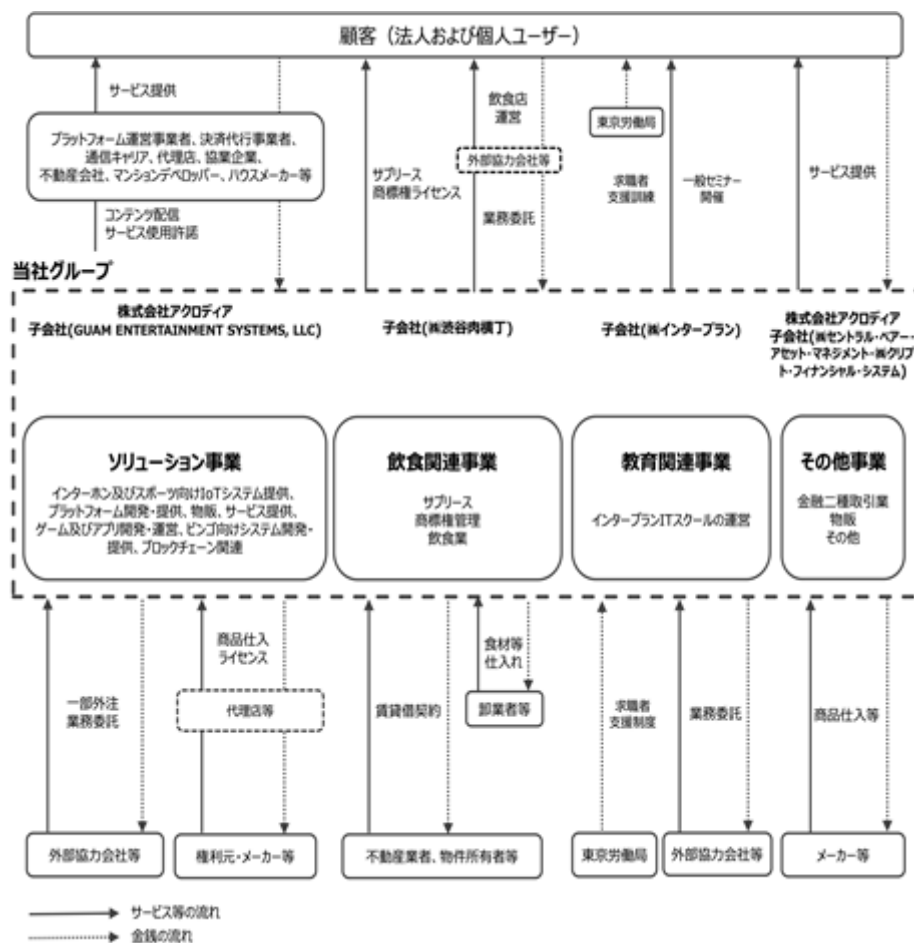 顧客（法人および個人ユーザー）
サービス提供
プラットフォーム運営事業者、決済代行事業者、
通信キャリア、代理店、協業企業、
不動産会社、マンションデベロッパー、ハウスメーカー等
コンテンツ配信
サービス使用許諾
サブリース
商標権ライセンス
飲食店
運営
外部協力会社等
業務委託
東京労働局
求職者
支援訓練
一般セミナー
開催
サービス提供
当社グループ
株式会社アクロディア
子会社(GUAM ENTERTAINMENT SYSTEMS, LLC)
子会社(㈱渋谷肉横丁)
子会社(㈱インタープラン)
株式会社アクロディア
子会社(㈱セントラル・ベアー・
アセット・マネジメント・㈱クリプ
ト・フィナンシャル・システム)
ソリューション事業
インターホン及びスポーツ向けIoTシステム提供、
プラットフォーム開発・提供、物販、サービス提供、
ゲーム及びアプリ開発・運営、ビンゴ向けシステム開発・
提供、ブロックチェーン関連
飲食関連事業
サブリース
商標権管理
飲食業
教育関連事業
インタープランITスクールの運営
その他事業
金融二種取引業
物販
その他
一部外注
業務委託
商品仕入
ライセンス
代理店等
賃貸借契約
食材等
仕入れ
卸業者等
求職者
支援制度
業務委託
商品仕入等
外部協力会社等
権利元・メーカー等
不動産業者、物件所有者等
東京労働局
外部協力会社等
メーカー等
サービス等の流れ
金銭の流れ